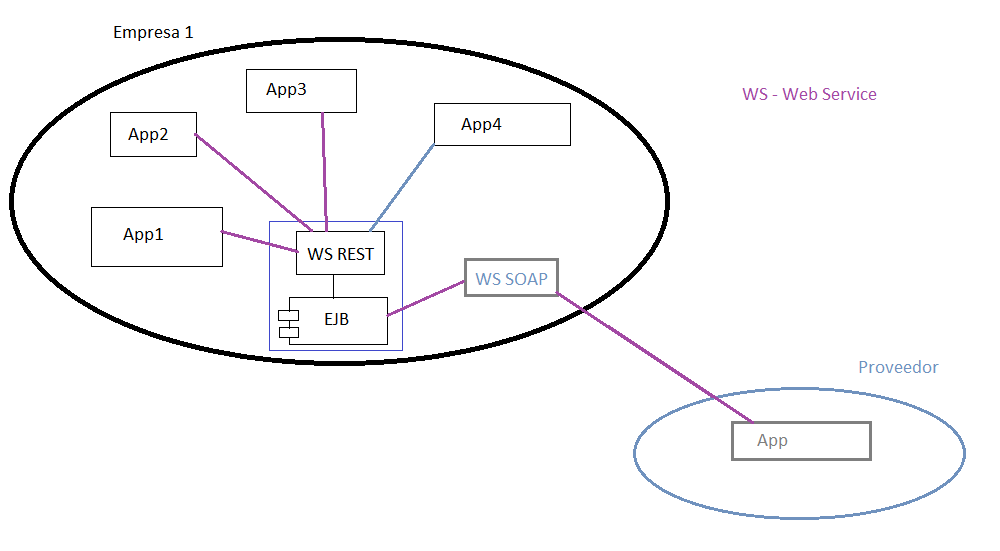 Empresa 1
App3
WS - Web Service
App2
App4
App1
WS REST
WS SOAP
EJB
Proveedor
App